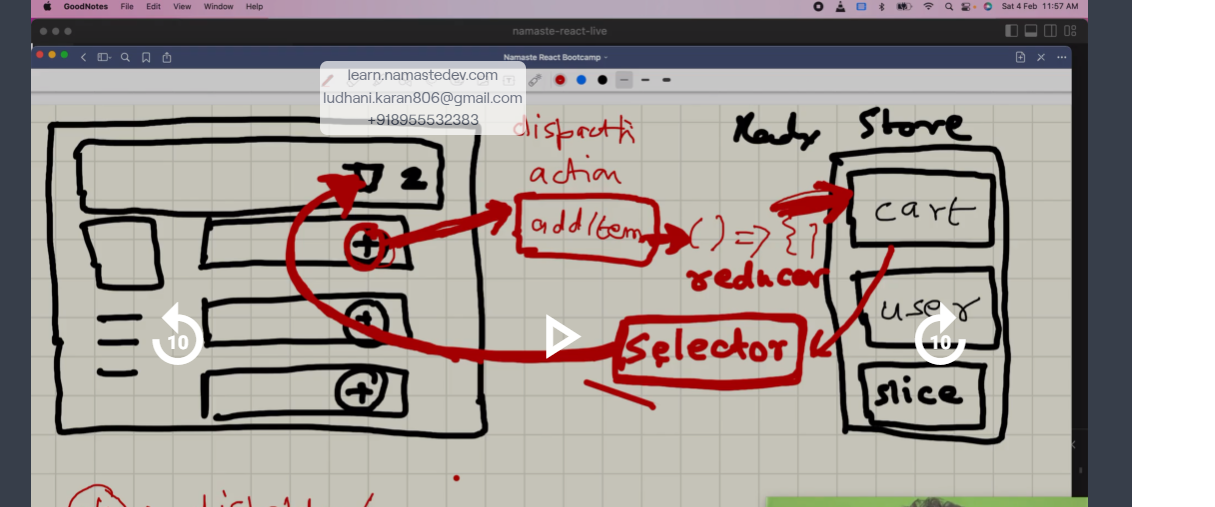 GoodNotes File Edit View Window Help Sat 4 Feb 11:57 AM
namaste-react-live
Namaste React Bootcamp
learn.namastedev.com
ludhani.karan806@gmail.com
+918955532383
dispatch
action
Store
2
cart
addItem
() => {}
reducer
user
10
10
selector
slice